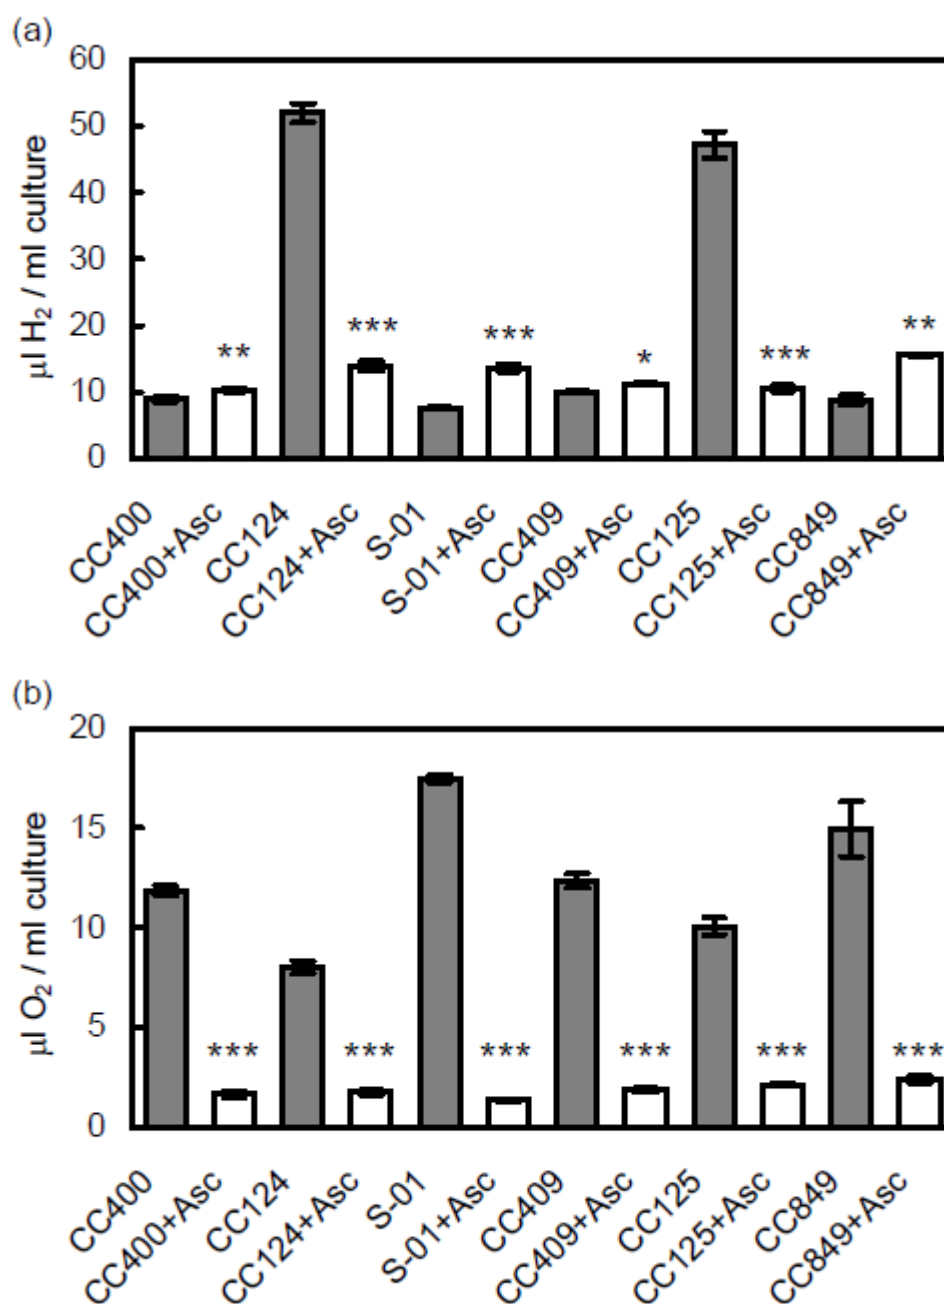 (a)
µl H₂ / ml culture
60
50
40
30
20
10
0
**
***
***
*
***
**
CC400
CC400+Asc
CC124
CC124+Asc
S-01
S-01+Asc
CC409
CC409+Asc
CC125
CC125+Asc
CC849
CC849+Asc
(b)
µl O₂ / ml culture
20
15
10
5
0
***
***
***
***
***
***
CC400
CC400+Asc
CC124
CC124+Asc
S-01
S-01+Asc
CC409
CC409+Asc
CC125
CC125+Asc
CC849
CC849+Asc